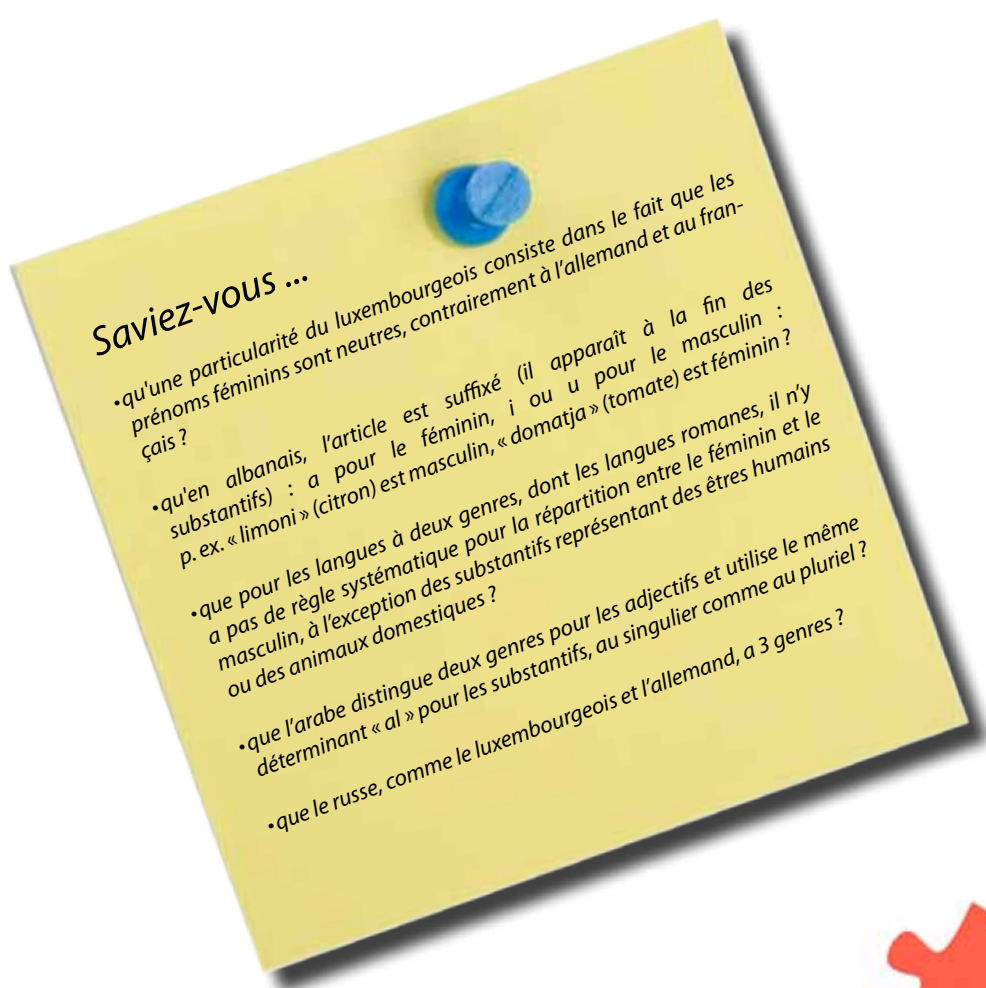 Saviez-vous ...
•qu'une particularité du luxembourgeois consiste dans le fait que les
prénoms féminins sont neutres, contrairement à l'allemand et au fran-
çais ?
•qu'en albanais, l'article est suffixé (il apparaît à la fin des
substantifs) : a pour le féminin, i ou u pour le masculin :
p. ex. « limoni » (citron) est masculin, « domatja » (tomate) est féminin ?
•que pour les langues à deux genres, dont les langues romanes, il n'y
a pas de règle systématique pour la répartition entre le féminin et le
masculin, à l'exception des substantifs représentant des êtres humains
ou des animaux domestiques ?
•que l'arabe distingue deux genres pour les adjectifs et utilise le même
déterminant « al » pour les substantifs, au singulier comme au pluriel ?
•que le russe, comme le luxembourgeois et l'allemand, a 3 genres ?